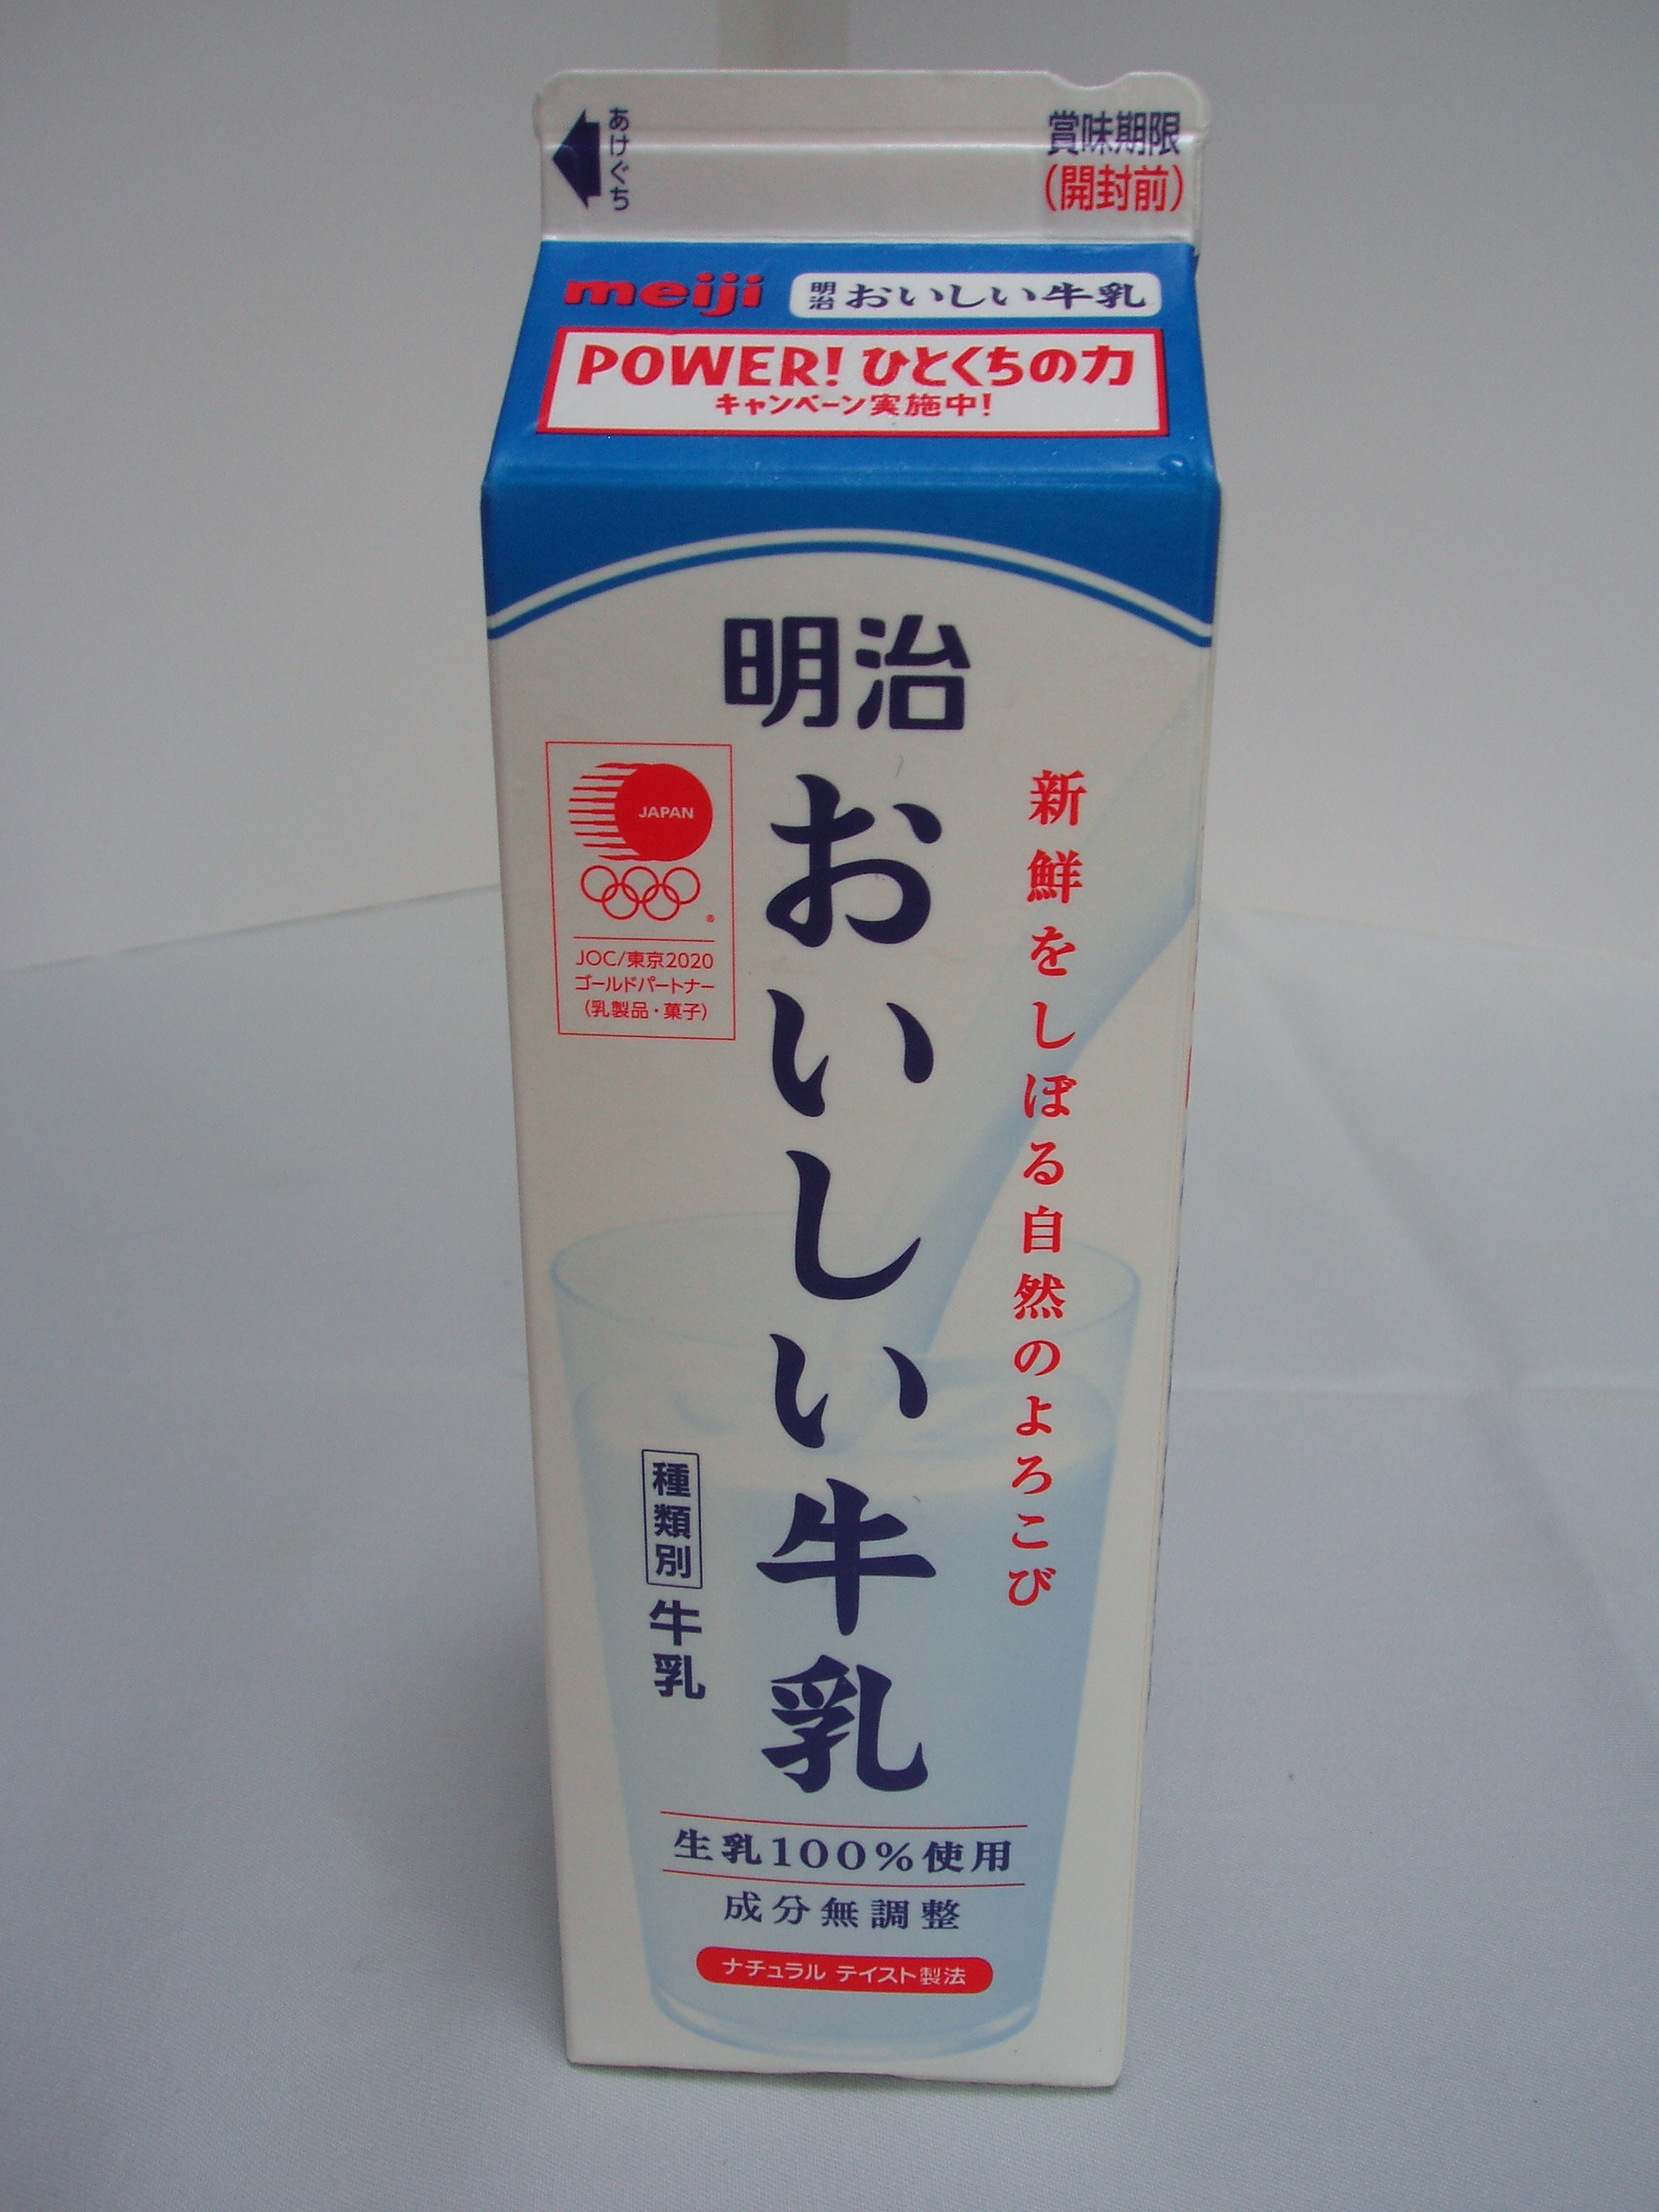 あけぐち
賞味期限
(開封前)
meiji
明治 おいしい牛乳
POWER! ひとくちの力
キャンペーン実施中!
明治
おいしい牛乳
新鮮をしぼる自然のよろこび
JAPAN
®
JOC/東京2020
ゴールドパートナー
(乳製品・菓子)
種類別 牛乳
生乳100%使用
成分無調整
ナチュラル テイスト製法